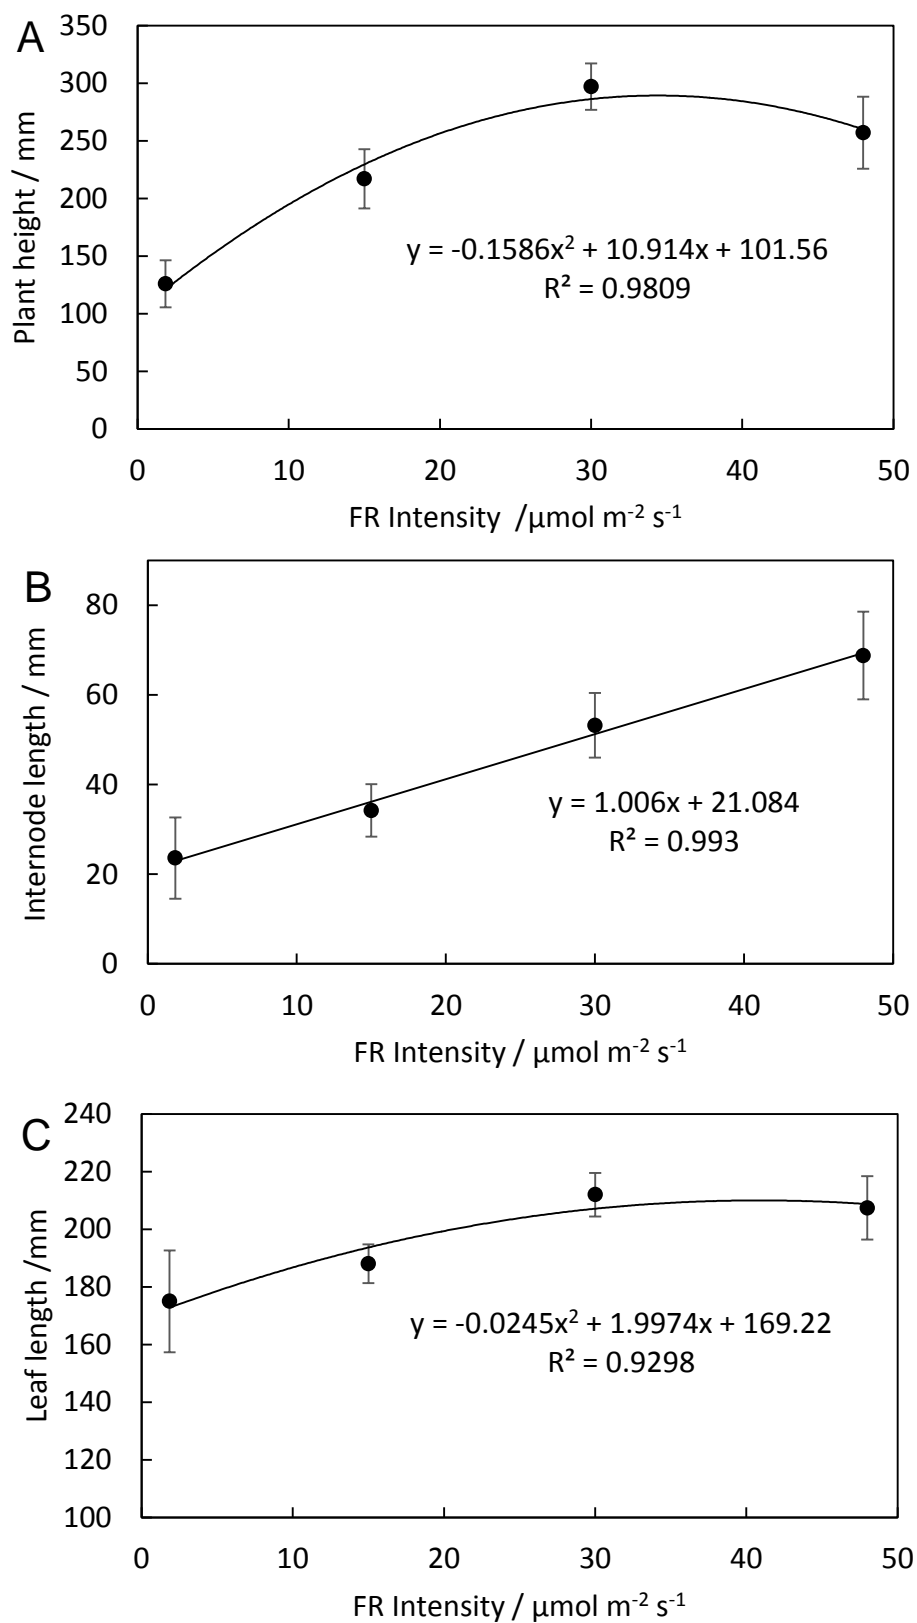 A
350
300
250
200
150
100
50
0
Plant height / mm
y = -0.1586x² + 10.914x + 101.56
R² = 0.9809
0 10 20 30 40 50
FR Intensity /µmol m⁻² s⁻¹
B
80
60
40
20
0
Internode length / mm
y = 1.006x + 21.084
R² = 0.993
0 10 20 30 40 50
FR Intensity / µmol m⁻² s⁻¹
C
240
220
200
180
160
140
120
100
Leaf length /mm
y = -0.0245x² + 1.9974x + 169.22
R² = 0.9298
0 10 20 30 40 50
FR Intensity / µmol m⁻² s⁻¹